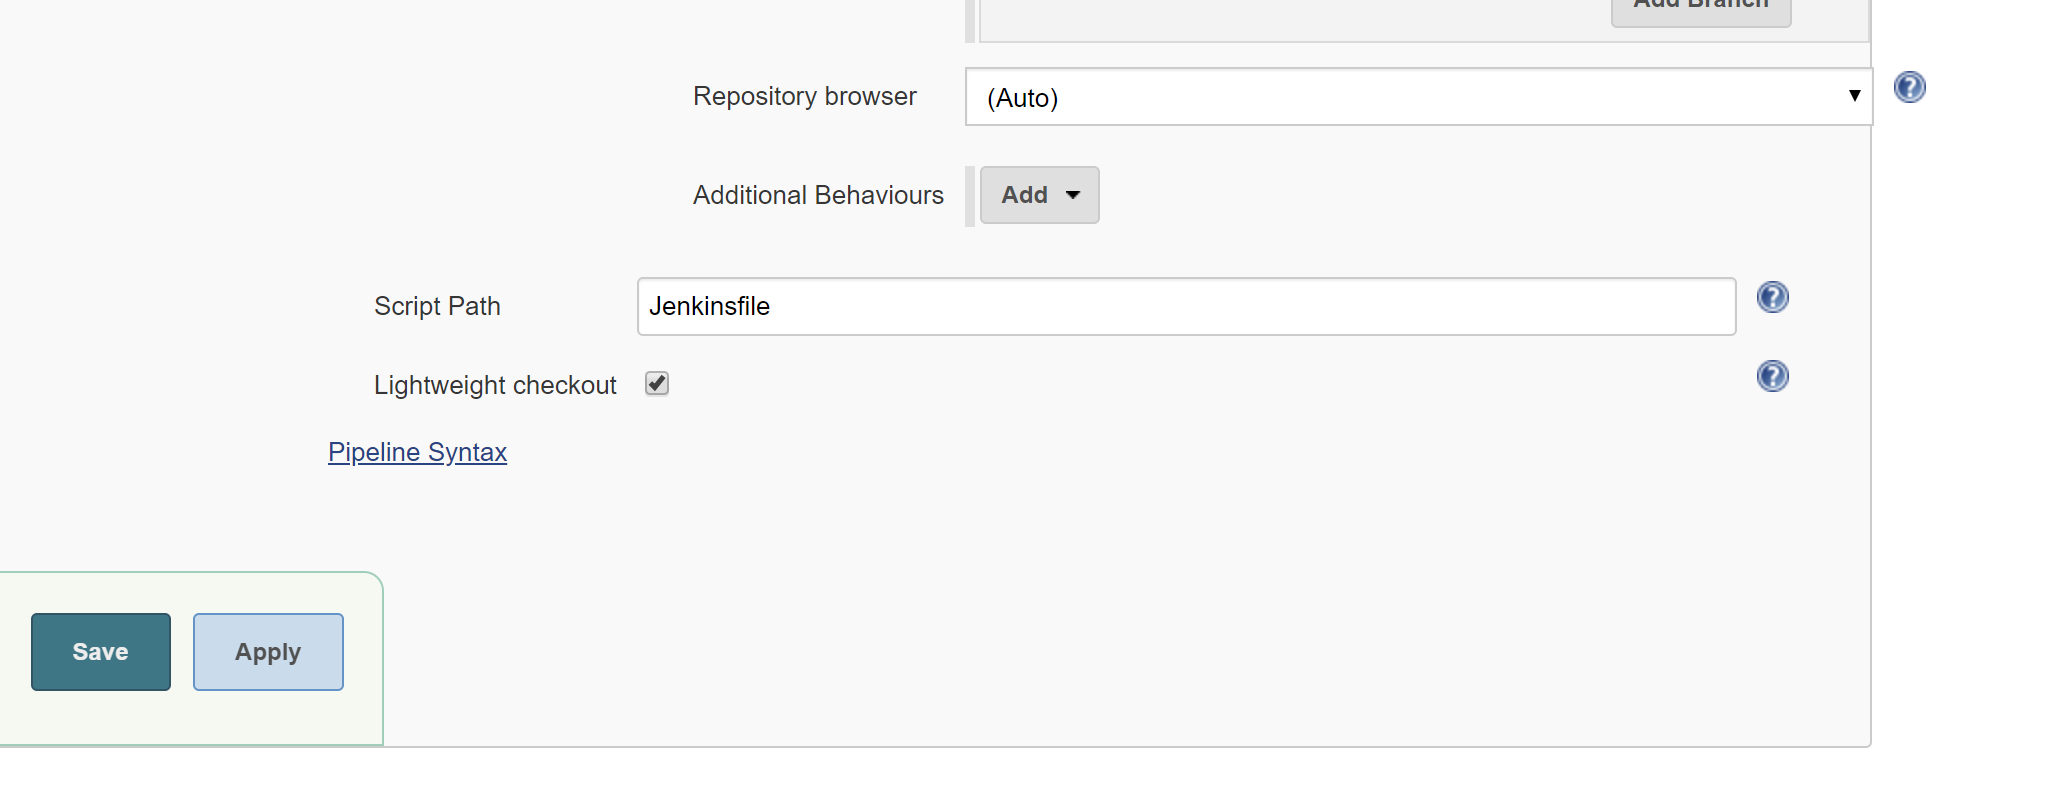 Add Branch
Repository browser
(Auto)
Additional Behaviours
Add
Script Path
Jenkinsfile
Lightweight checkout
Pipeline Syntax
Save
Apply